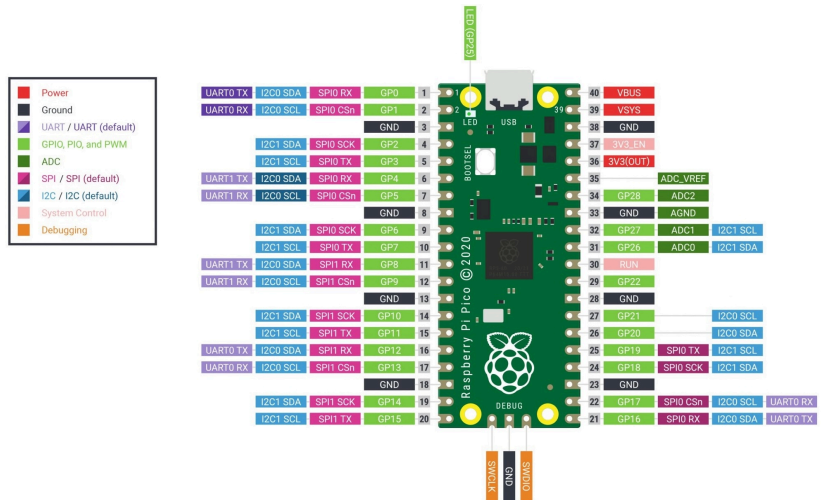 LED (GP25)
Power
Ground
UART / UART (default)
GPIO, PIO, and PWM
ADC
SPI / SPI (default)
I2C / I2C (default)
System Control
Debugging
UART0 TX I2C0 SDA SPI0 RX GP0 1
UART0 RX I2C0 SCL SPI0 CSn GP1 2
GND 3
I2C1 SDA SPI0 SCK GP2 4
I2C1 SCL SPI0 TX GP3 5
UART1 TX I2C0 SDA SPI0 RX GP4 6
UART1 RX I2C0 SCL SPI0 CSn GP5 7
GND 8
I2C1 SDA SPI0 SCK GP6 9
I2C1 SCL SPI0 TX GP7 10
UART1 TX I2C0 SDA SPI1 RX GP8 11
UART1 RX I2C0 SCL SPI1 CSn GP9 12
GND 13
I2C1 SDA SPI1 SCK GP10 14
I2C1 SCL SPI1 TX GP11 15
UART0 TX I2C0 SDA SPI1 RX GP12 16
UART0 RX I2C0 SCL SPI1 CSn GP13 17
GND 18
I2C1 SDA SPI1 SCK GP14 19
I2C1 SCL SPI1 TX GP15 20
1
2
39
LED
USB
BOOTSEL
Raspberry Pi Pico © 2020
DEBUG
40 VBUS
39 VSYS
38 GND
37 3V3_EN
36 3V3(OUT)
35 ADC_VREF
34 GP28 ADC2
33 GND AGND
32 GP27 ADC1 I2C1 SCL
31 GP26 ADC0 I2C1 SDA
30 RUN
29 GP22
28 GND
27 GP21 I2C0 SCL
26 GP20 I2C0 SDA
25 GP19 SPI0 TX I2C1 SCL
24 GP18 SPI0 SCK I2C1 SDA
23 GND
22 GP17 SPI0 CSn I2C0 SCL UART0 RX
21 GP16 SPI0 RX I2C0 SDA UART0 TX
SWCLK
GND
SWDIO